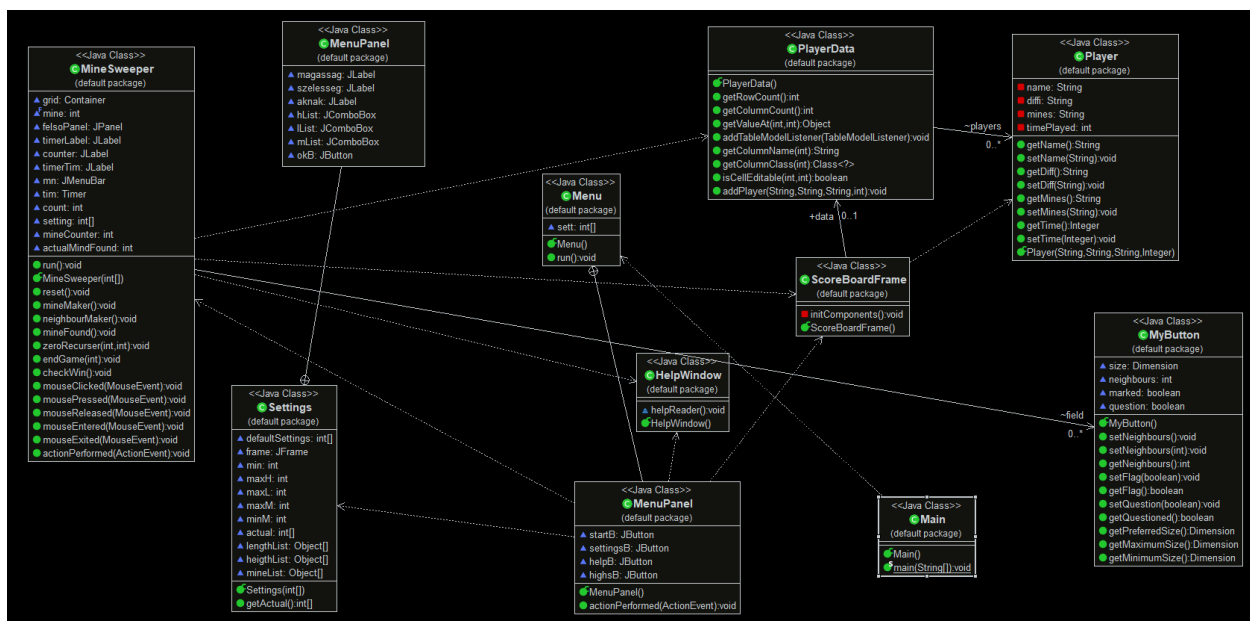 <<Java Class>>
MineSweeper
(default package)
grid: Container
mine: int
felsoPanel: JPanel
timerLabel: JLabel
counter: JLabel
timerTim: JLabel
mn: JMenuBar
tim: Timer
count: int
setting: int[]
mineCounter: int
actualMindFound: int
run():void
MineSweeper(int[])
reset():void
mineMaker():void
neighbourMaker():void
mineFound():void
zeroRecurser(int,int):void
endGame(int):void
checkWin():void
mouseClicked(MouseEvent):void
mousePressed(MouseEvent):void
mouseReleased(MouseEvent):void
mouseEntered(MouseEvent):void
mouseExited(MouseEvent):void
actionPerformed(ActionEvent):void
<<Java Class>>
MenuPanel
(default package)
magassag: JLabel
szelesseg: JLabel
aknak: JLabel
hList: JComboBox
lList: JComboBox
mList: JComboBox
okB: JButton
<<Java Class>>
PlayerData
(default package)
PlayerData()
getRowCount():int
getColumnCount():int
getValueAt(int,int):Object
addTableModelListener(TableModelListener):void
getColumnName(int):String
getColumnClass(int):Class<?>
isCellEditable(int,int):boolean
addPlayer(String,String,String,int):void
~players
0..*
<<Java Class>>
Player
(default package)
name: String
diffi: String
mines: String
timePlayed: int
getName():String
setName(String):void
getDiff():String
setDiff(String):void
getMines():String
setMines(String):void
getTime():Integer
setTime(Integer):void
Player(String,String,String,Integer)
<<Java Class>>
Menu
(default package)
sett: int[]
Menu()
run():void
+data 0..1
<<Java Class>>
ScoreBoardFrame
(default package)
initComponents():void
ScoreBoardFrame()
<<Java Class>>
MyButton
(default package)
size: Dimension
neighbours: int
marked: boolean
question: boolean
MyButton()
setNeighbours():void
setNeighbours(int):void
getNeighbours():int
setFlag(boolean):void
getFlag():boolean
setQuestion(boolean):void
getQuestioned():boolean
getPreferredSize():Dimension
getMaximumSize():Dimension
getMinimumSize():Dimension
~field
0..*
<<Java Class>>
HelpWindow
(default package)
helpReader():void
HelpWindow()
<<Java Class>>
Settings
(default package)
defaultSettings: int[]
frame: JFrame
min: int
maxH: int
maxL: int
maxM: int
minM: int
actual: int[]
lengthList: Object[]
heigthList: Object[]
mineList: Object[]
Settings(int[])
getActual():int[]
<<Java Class>>
MenuPanel
(default package)
startB: JButton
settingsB: JButton
helpB: JButton
highsB: JButton
MenuPanel()
actionPerformed(ActionEvent):void
<<Java Class>>
Main
(default package)
Main()
main(String[]):void